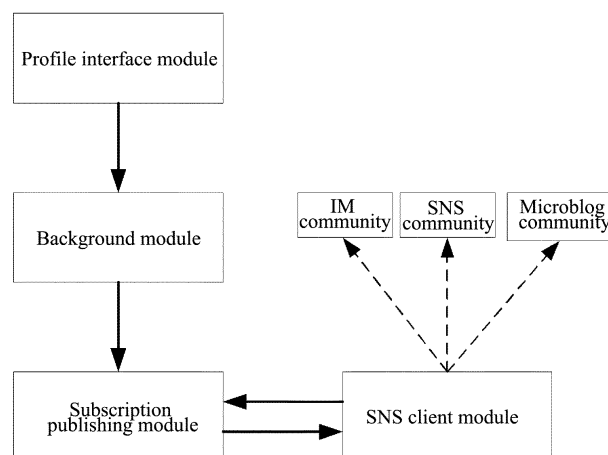 Profile interface module
IM
community
SNS
community
Microblog
community
Background module
Subscription
publishing module
SNS client module